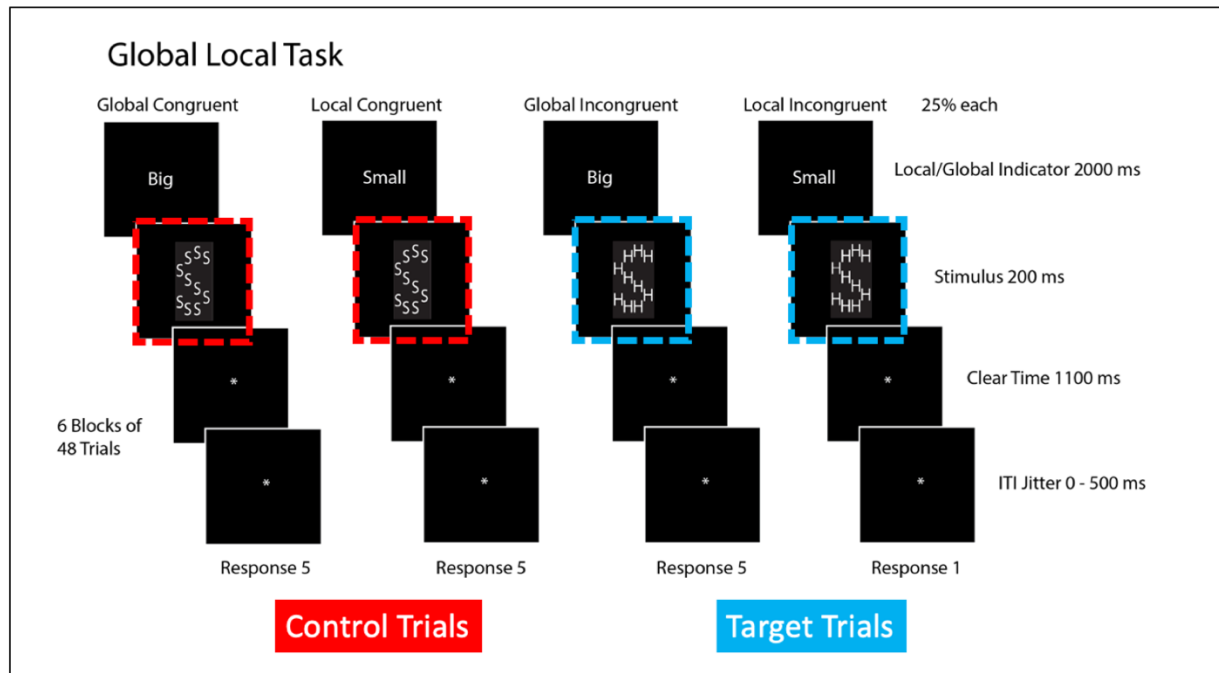 Global Local Task
Global Congruent
Local Congruent
Global Incongruent
Local Incongruent
25% each
Big
Small
Big
Small
Local/Global Indicator 2000 ms
S S S S S S S S S S
S S S S S S S S S S
H H H H H H H H H H
H H H H H H H H H H
Stimulus 200 ms
*
*
*
*
Clear Time 1100 ms
6 Blocks of
48 Trials
*
*
*
*
ITI Jitter 0 - 500 ms
Response 5
Response 5
Response 5
Response 1
Control Trials
Target Trials